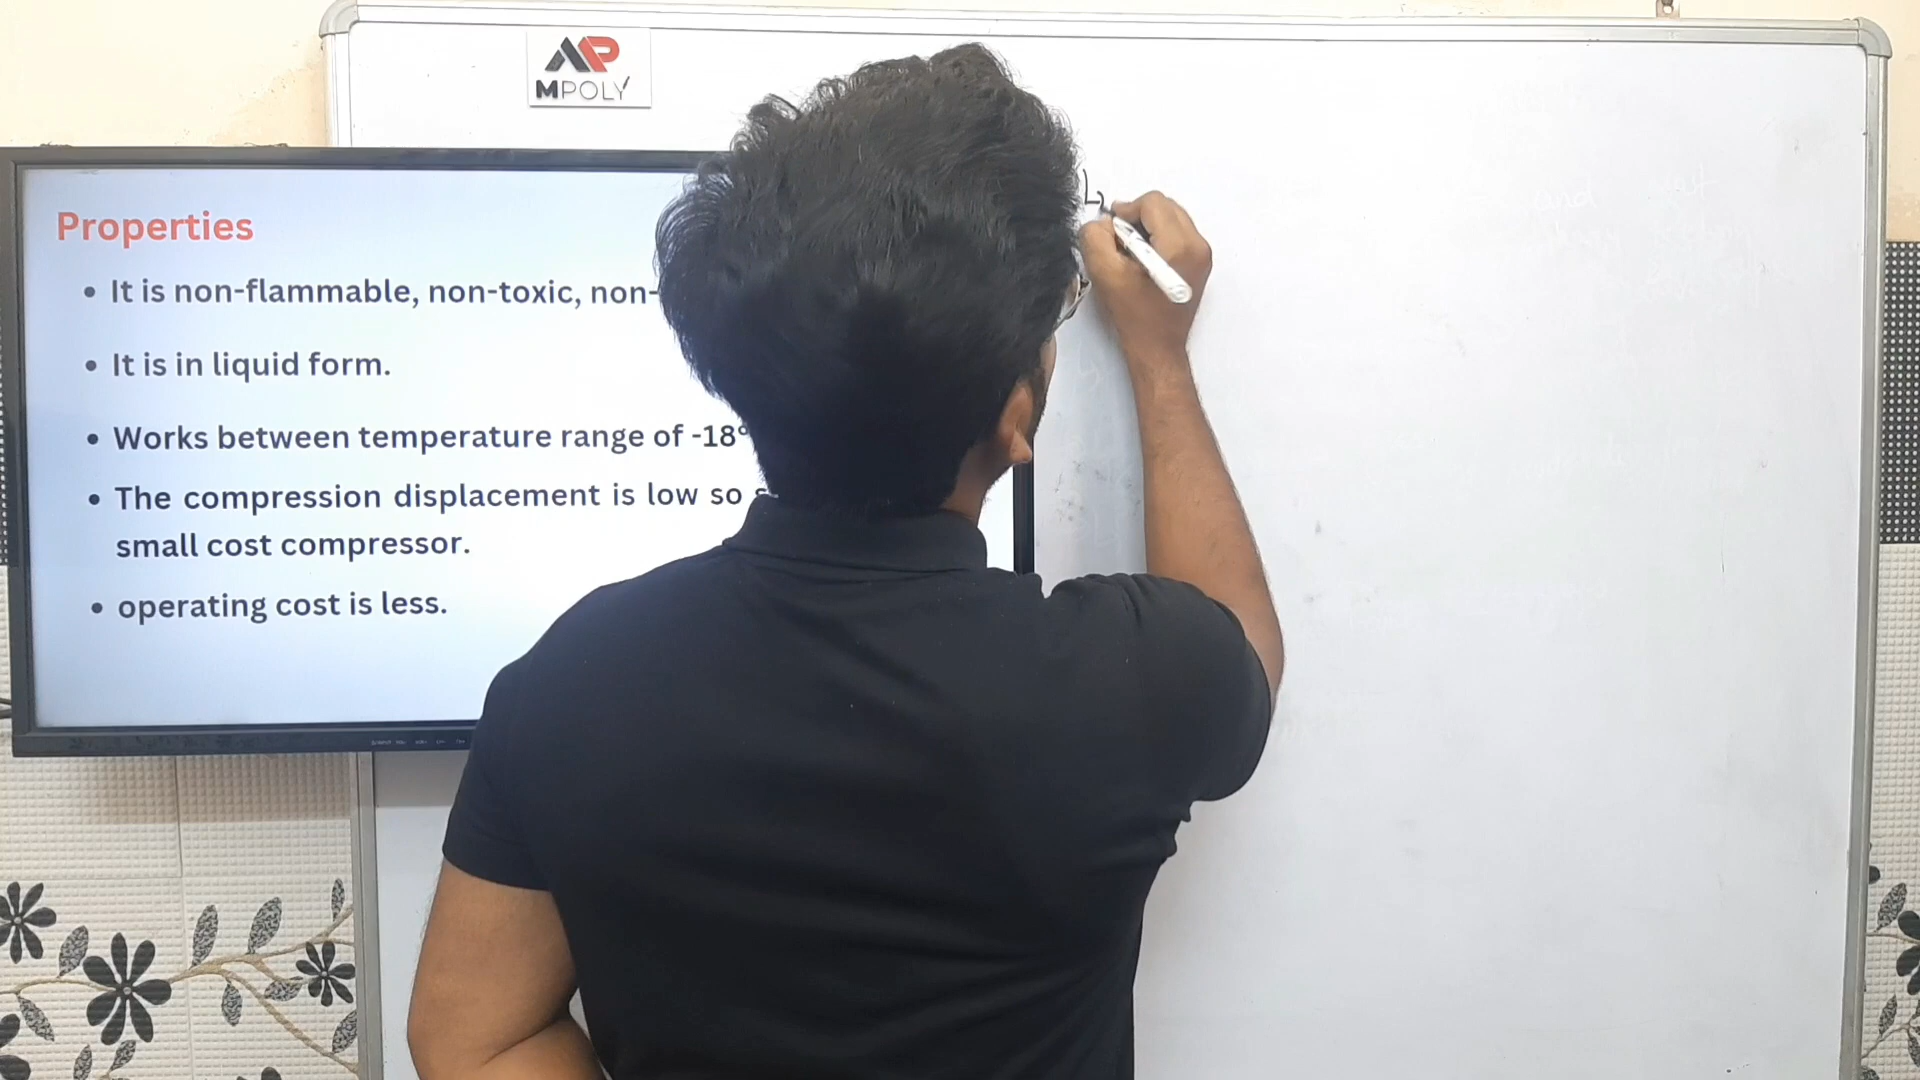 MPOLY
Properties
• It is non-flammable, non-toxic, non-
• It is in liquid form.
• Works between temperature range of -18°
• The compression displacement is low so
small cost compressor.
• operating cost is less.
and